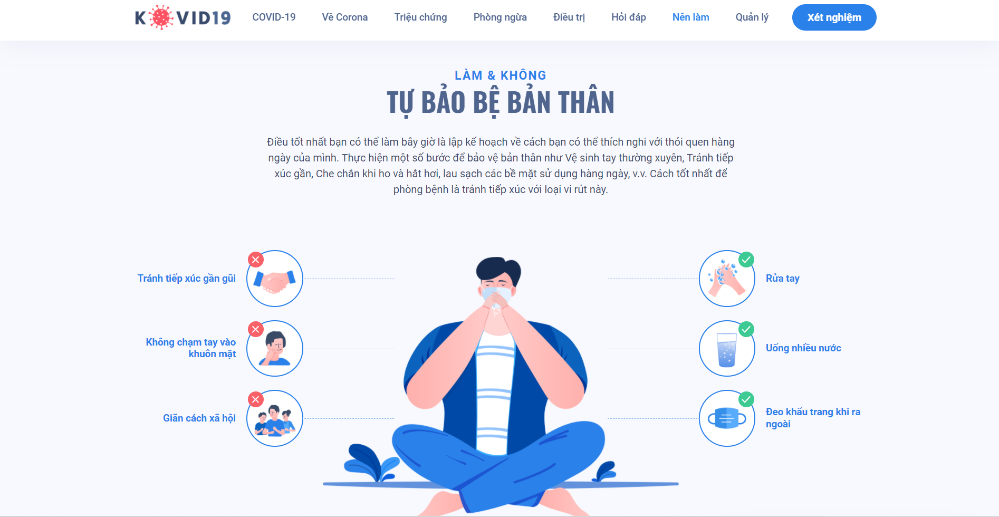 K VID19
COVID-19
Về Corona
Triệu chứng
Phòng ngừa
Điều trị
Hỏi đáp
Nên làm
Quản lý
Xét nghiệm
LÀM & KHÔNG
TỰ BẢO BỆ BẢN THÂN
Điều tốt nhất bạn có thể làm bây giờ là lập kế hoạch về cách bạn có thể thích nghi với thói quen hàng
ngày của mình. Thực hiện một số bước để bảo vệ bản thân như Vệ sinh tay thường xuyên, Tránh tiếp
xúc gần, Che chắn khi ho và hắt hơi, lau sạch các bề mặt sử dụng hàng ngày, v.v. Cách tốt nhất để
phòng bệnh là tránh tiếp xúc với loại vi rút này.
Tránh tiếp xúc gần gũi
Không chạm tay vào
khuôn mặt
Giãn cách xã hội
Rửa tay
Uống nhiều nước
Đeo khẩu trang khi ra
ngoài